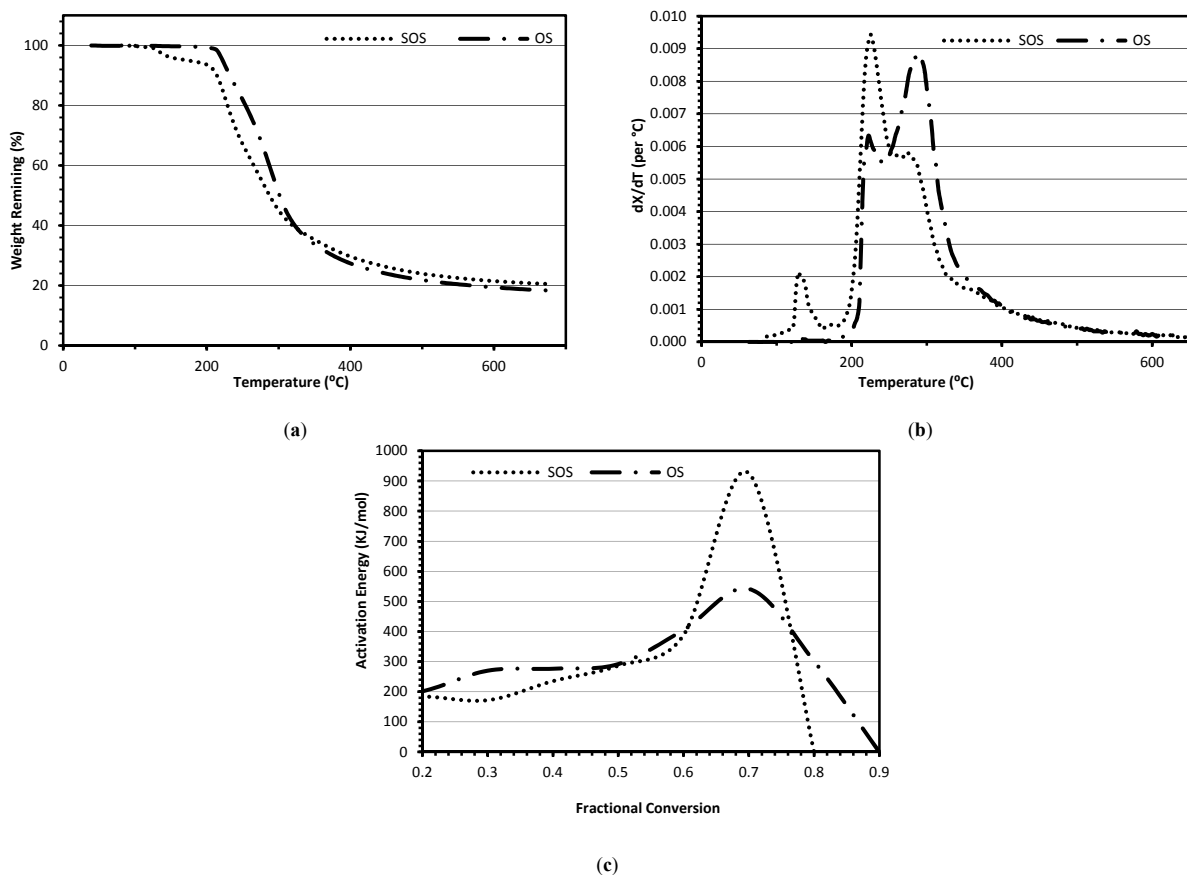 SOS OS
100
80
60
40
20
0
0 200 400 600
Weight Remining (%)
Temperature (°C)
(a)
SOS OS
0.010
0.009
0.008
0.007
0.006
0.005
0.004
0.003
0.002
0.001
0.000
0 200 400 600
dX/dT (per °C)
Temperature (°C)
(b)
SOS OS
1000
900
800
700
600
500
400
300
200
100
0
0.2 0.3 0.4 0.5 0.6 0.7 0.8 0.9
Activation Energy (KJ/mol)
Fractional Conversion
(c)